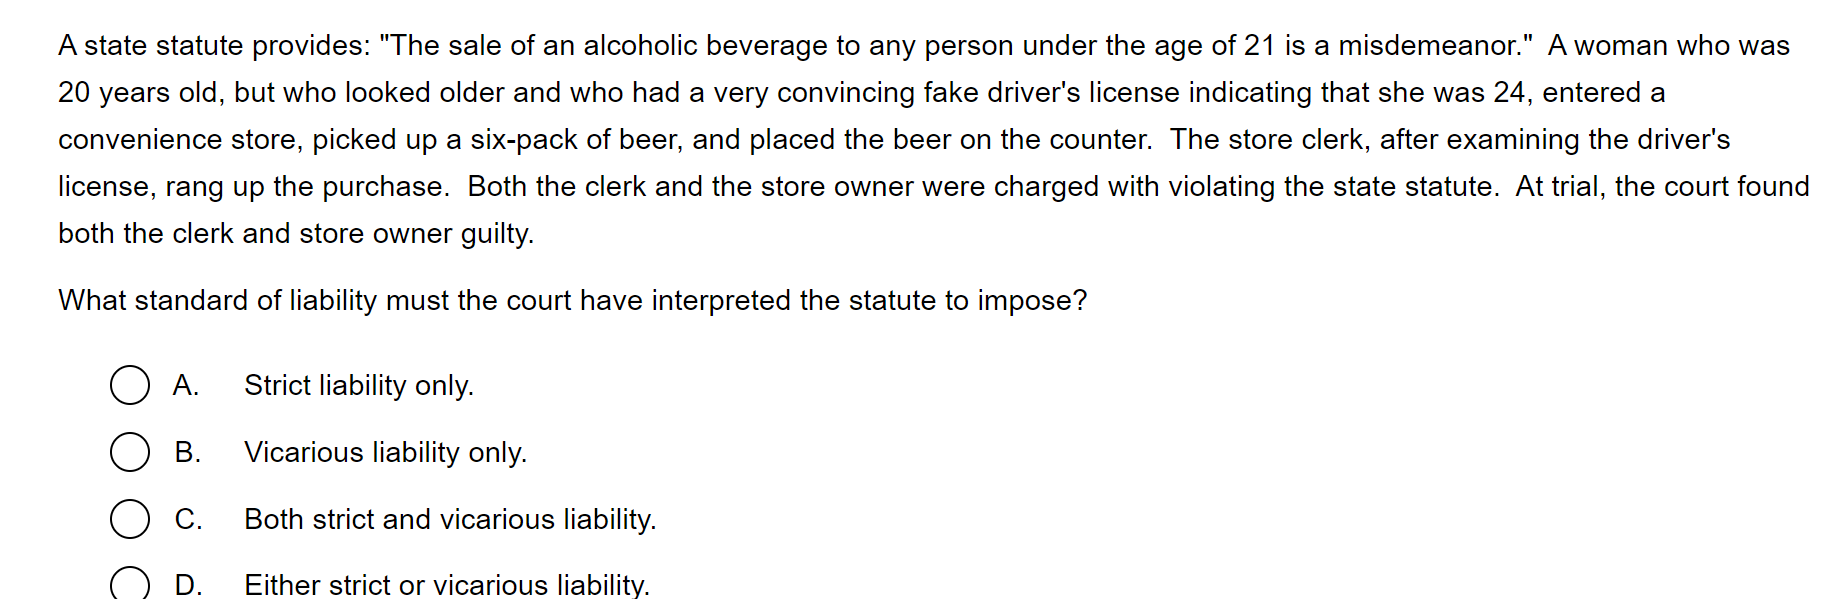 A state statute provides: "The sale of an alcoholic beverage to any person under the age of 21 is a misdemeanor."  A woman who was
20 years old, but who looked older and who had a very convincing fake driver's license indicating that she was 24, entered a
convenience store, picked up a six-pack of beer, and placed the beer on the counter.  The store clerk, after examining the driver's
license, rang up the purchase.  Both the clerk and the store owner were charged with violating the state statute.  At trial, the court found
both the clerk and store owner guilty.
What standard of liability must the court have interpreted the statute to impose?
A. Strict liability only.
B. Vicarious liability only.
C. Both strict and vicarious liability.
D. Either strict or vicarious liability.